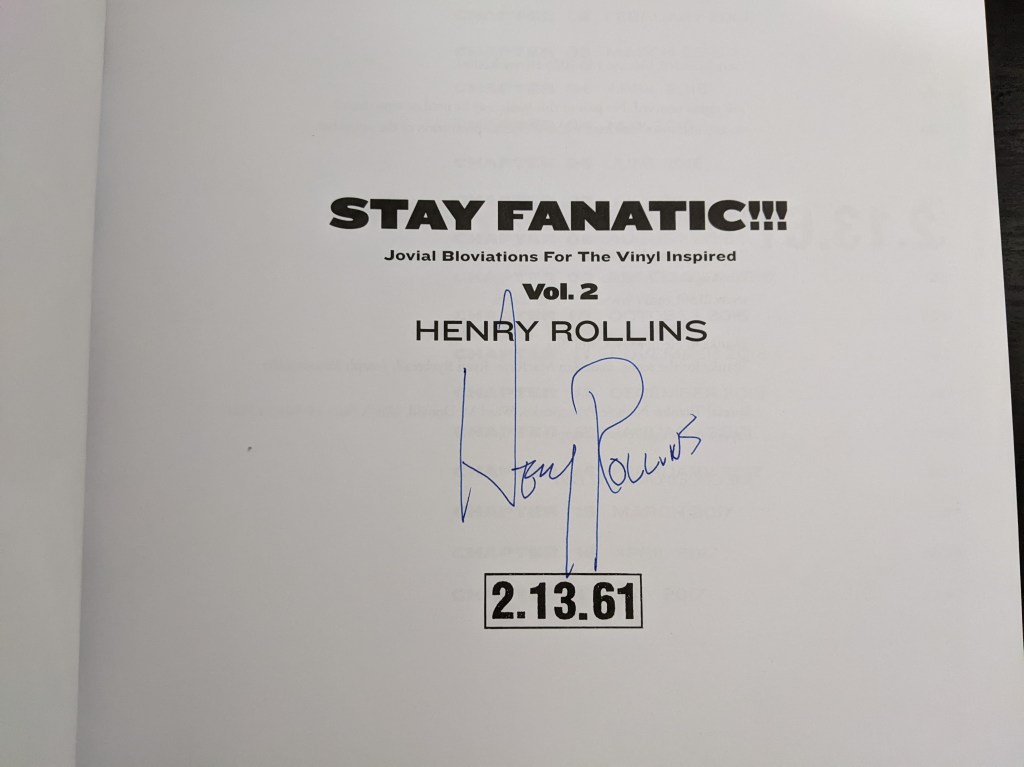 STAY FANATIC!!!
Jovial Bloviations For The Vinyl Inspired
Vol. 2
HENRY ROLLINS
Henry Rollins
2.13.61